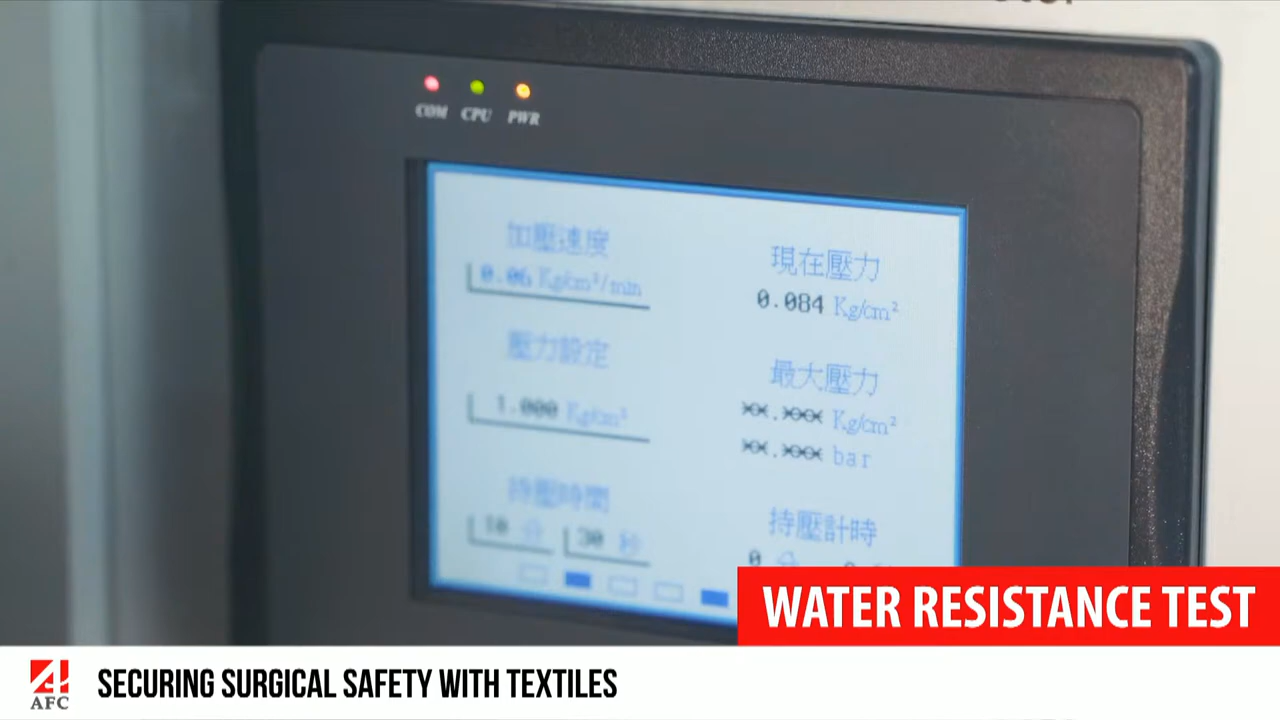 COM CPU PWR
加壓速度
0.06 Kg/cm²/min
壓力設定
1.000 Kg/cm²
持壓時間
10 分 30 秒
現在壓力
0.084 Kg/cm²
最大壓力
Kg/cm²
bar
持壓計時
0
WATER RESISTANCE TEST
AFC
SECURING SURGICAL SAFETY WITH TEXTILES